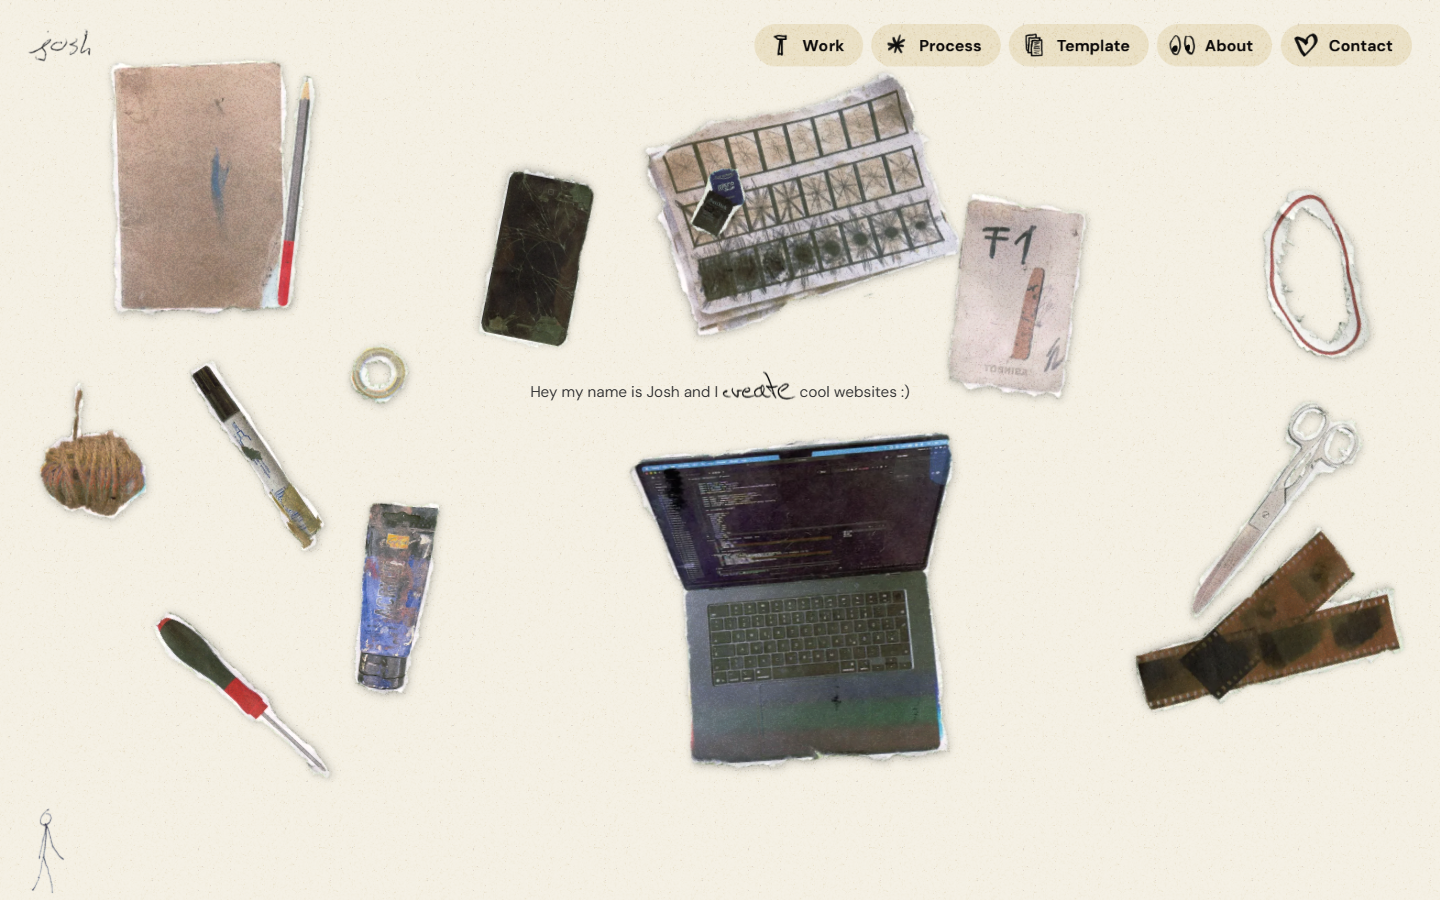 josh
Work
Process
Template
About
Contact
F1
TOSHIBA
Hey my name is Josh and I create cool websites :)